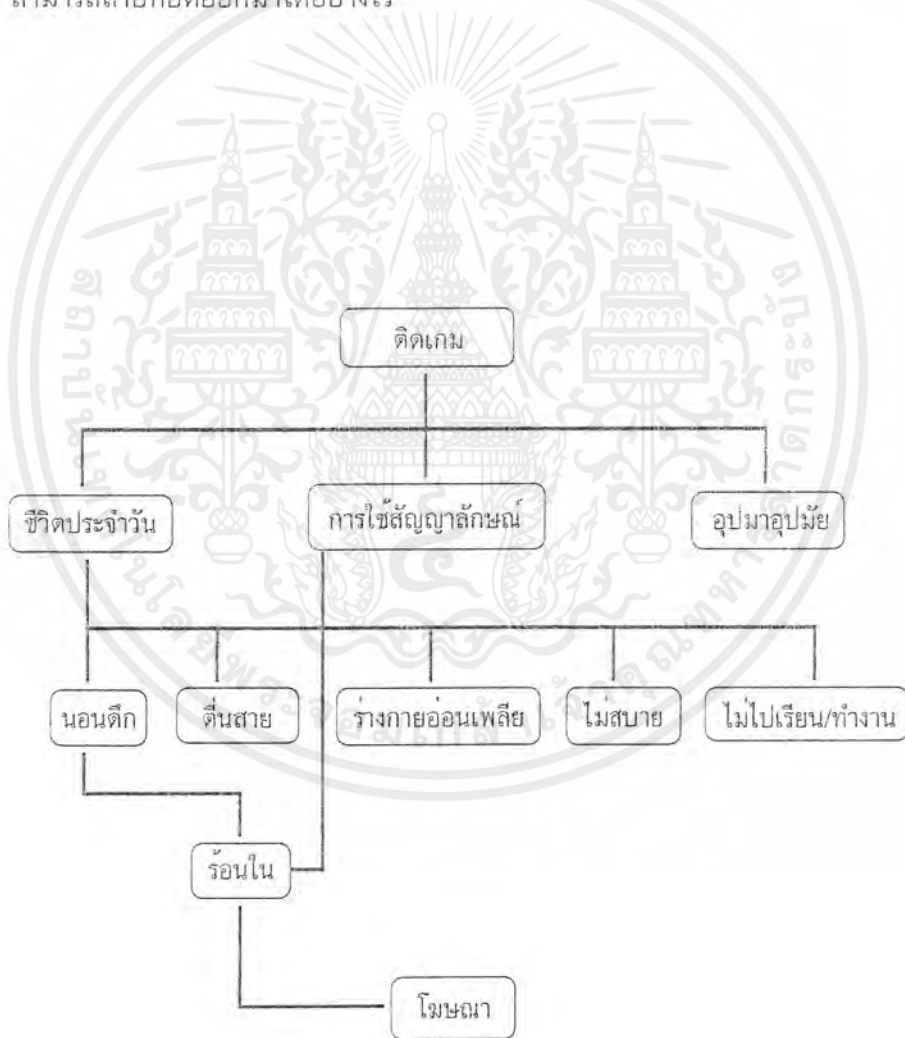 ติดเกม
ชีวิตประจำวัน
การใช้สัญญาลักษณ์
อุปมาอุปมัย
นอนดึก
ตื่นสาย
ร่างกายอ่อนเพลีย
ไม่สบาย
ไม่ไปเรียน/ทำงาน
ร้อนใน
โฆษณา